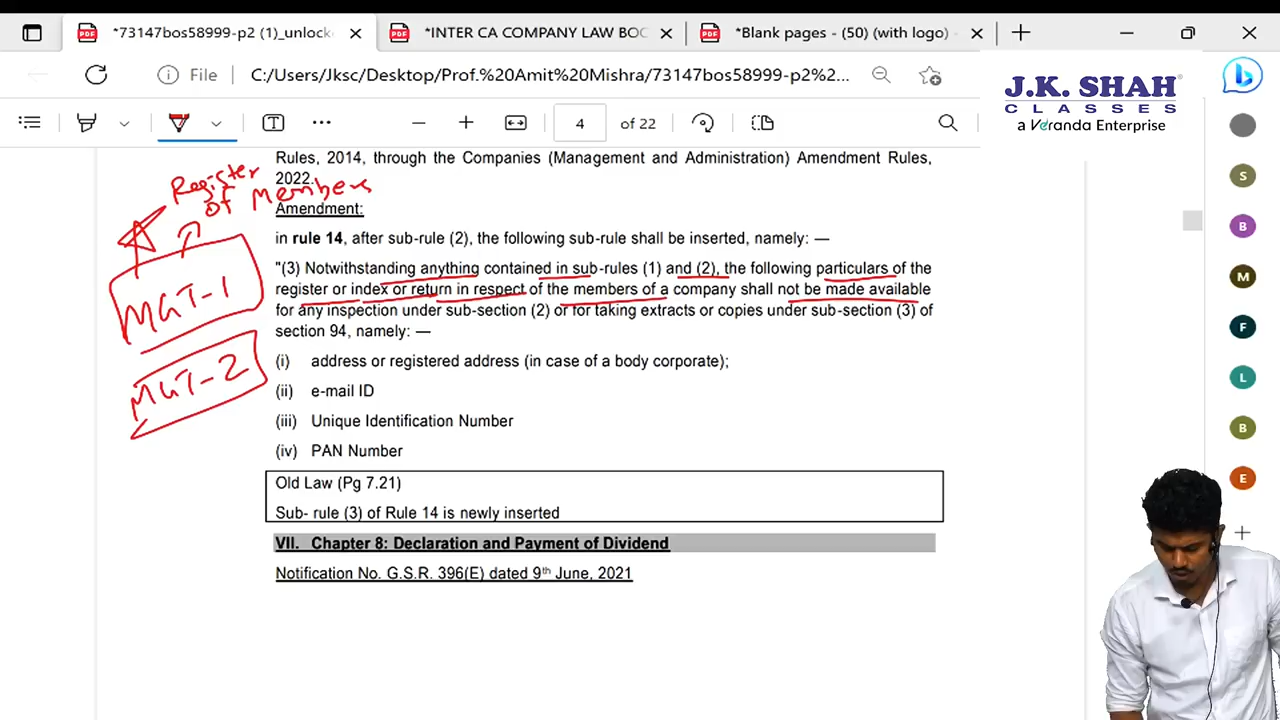 *73147bos58999-p2 (1)_unlock
*INTER CA COMPANY LAW BOC
*Blank pages - (50) (with logo) -
File
C:/Users/Jksc/Desktop/Prof.%20Amit%20Mishra/73147bos58999-p2%2...
J.K. SHAH
CLASSES
a Veranda Enterprise
4 of 22
Rules, 2014, through the Companies (Management and Administration) Amendment Rules,
2022.
Register
of Members
Amendment:
in rule 14, after sub-rule (2), the following sub-rule shall be inserted, namely: —
"(3) Notwithstanding anything contained in sub-rules (1) and (2), the following particulars of the
register or index or return in respect of the members of a company shall not be made available
for any inspection under sub-section (2) or for taking extracts or copies under sub-section (3) of
section 94, namely: —
MGT-1
MGT-2
(i) address or registered address (in case of a body corporate);
(ii) e-mail ID
(iii) Unique Identification Number
(iv) PAN Number
Old Law (Pg 7.21)
Sub- rule (3) of Rule 14 is newly inserted
VII. Chapter 8: Declaration and Payment of Dividend
Notification No. G.S.R. 396(E) dated 9th June, 2021
S
B
M
F
L
B
E